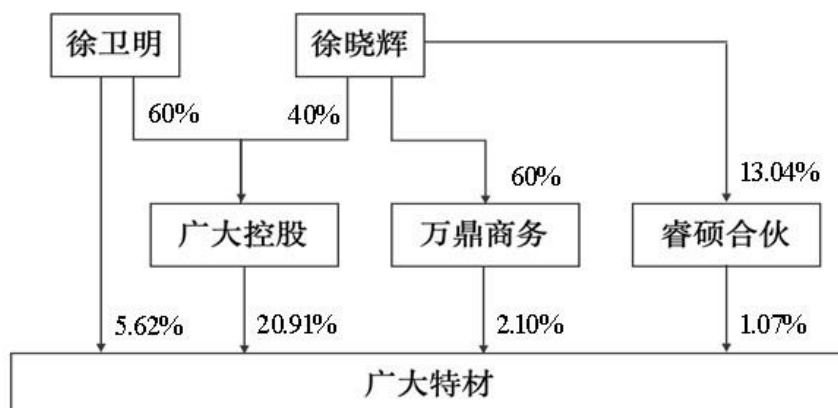 徐卫明
徐晓辉
60%
40%
60%
13.04%
广大控股
万鼎商务
睿硕合伙
5.62%
20.91%
2.10%
1.07%
广大特材